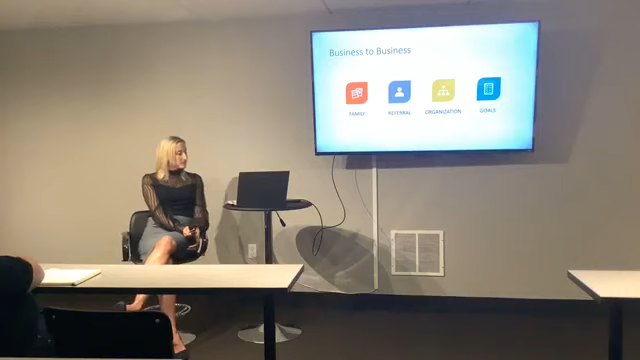 Business to Business
FAMILY
REFERRAL
ORGANIZATION
GOALS